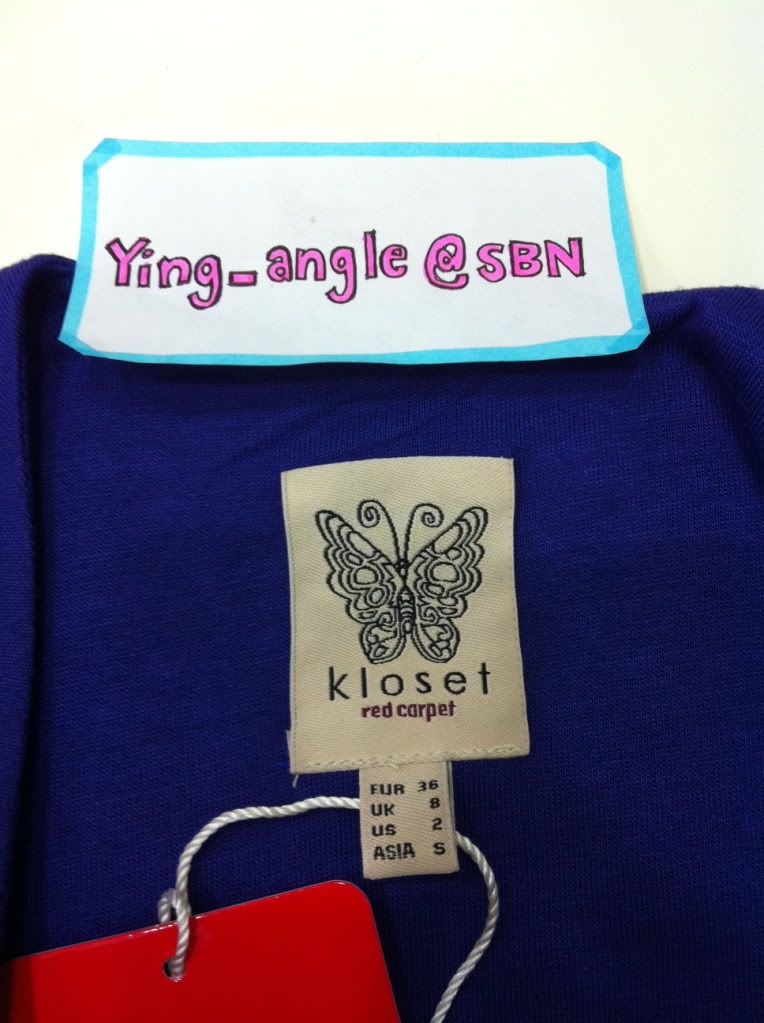 Ying_angle @SBN
kloset
red carpet
EUR 36
UK 8
US 2
ASIA S